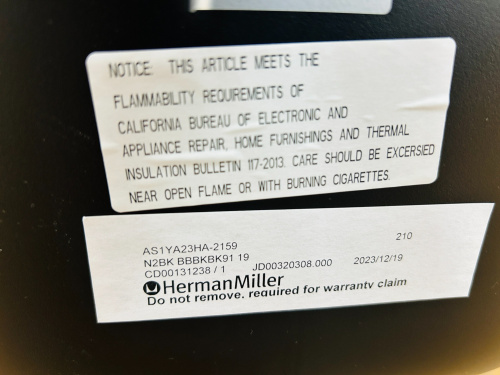 NOTICE: THIS ARTICLE MEETS THE
FLAMMABILITY REQUIREMENTS OF
CALIFORNIA BUREAU OF ELECTRONIC AND
APPLIANCE REPAIR, HOME FURNISHINGS AND THERMAL
INSULATION BULLETIN 117-2013. CARE SHOULD BE EXCERSIED
NEAR OPEN FLAME OR WITH BURNING CIGARETTES.
AS1YA23HA-2159 210
N2BK BBBKBK91 19
CD00131238 / 1 JD00320308.000 2023/12/19
HermanMiller
Do not remove, required for warranty claim